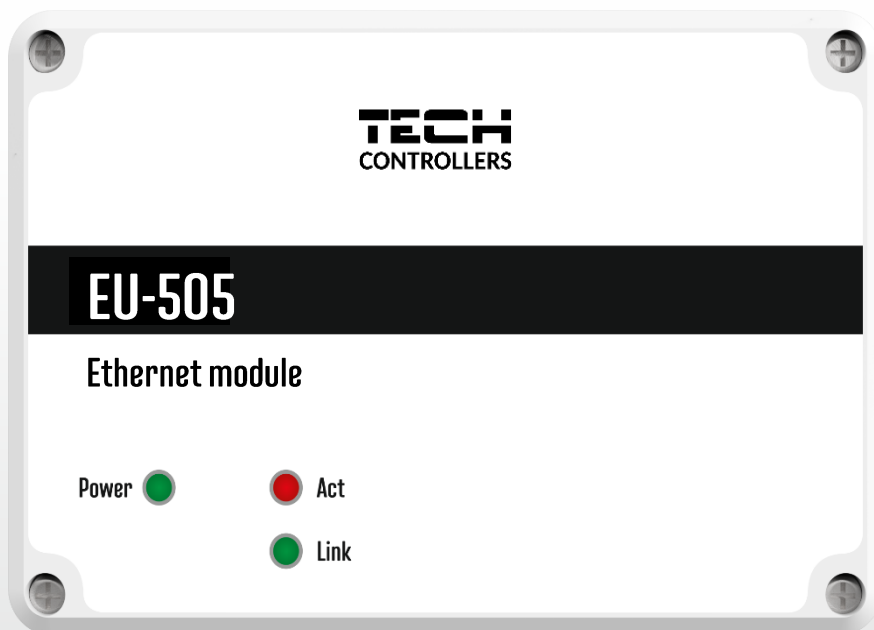 TECH
CONTROLLERS
EU-505
Ethernet module
Power
Act
Link